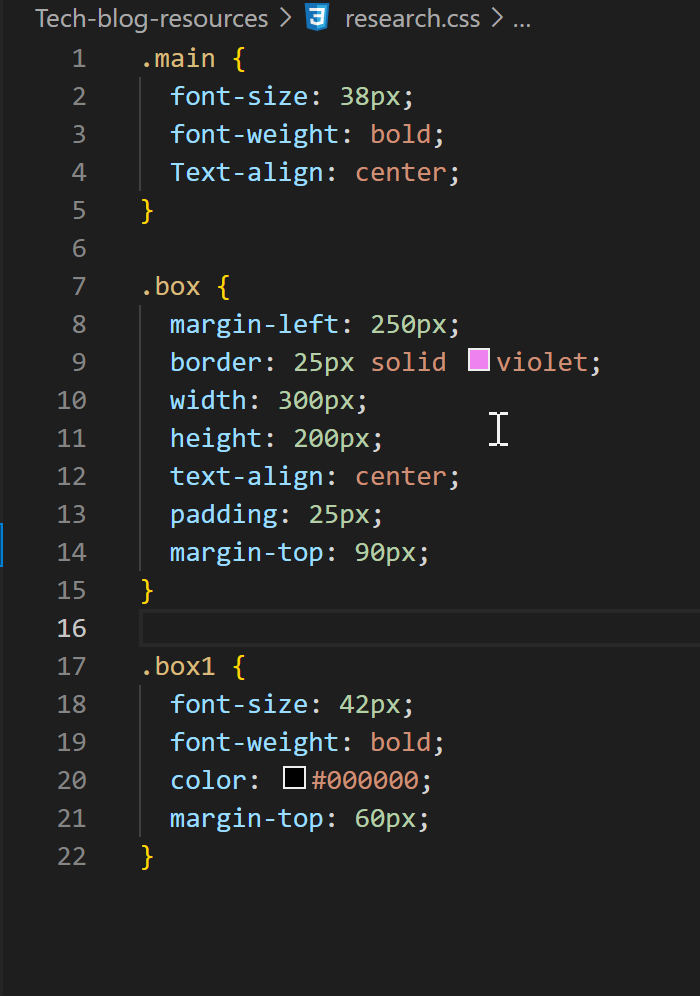 Tech-blog-resources > research.css > ...
1 .main {
2 font-size: 38px;
3 font-weight: bold;
4 Text-align: center;
5 }
6
7 .box {
8 margin-left: 250px;
9 border: 25px solid violet;
10 width: 300px;
11 height: 200px;
12 text-align: center;
13 padding: 25px;
14 margin-top: 90px;
15 }
16
17 .box1 {
18 font-size: 42px;
19 font-weight: bold;
20 color: #000000;
21 margin-top: 60px;
22 }